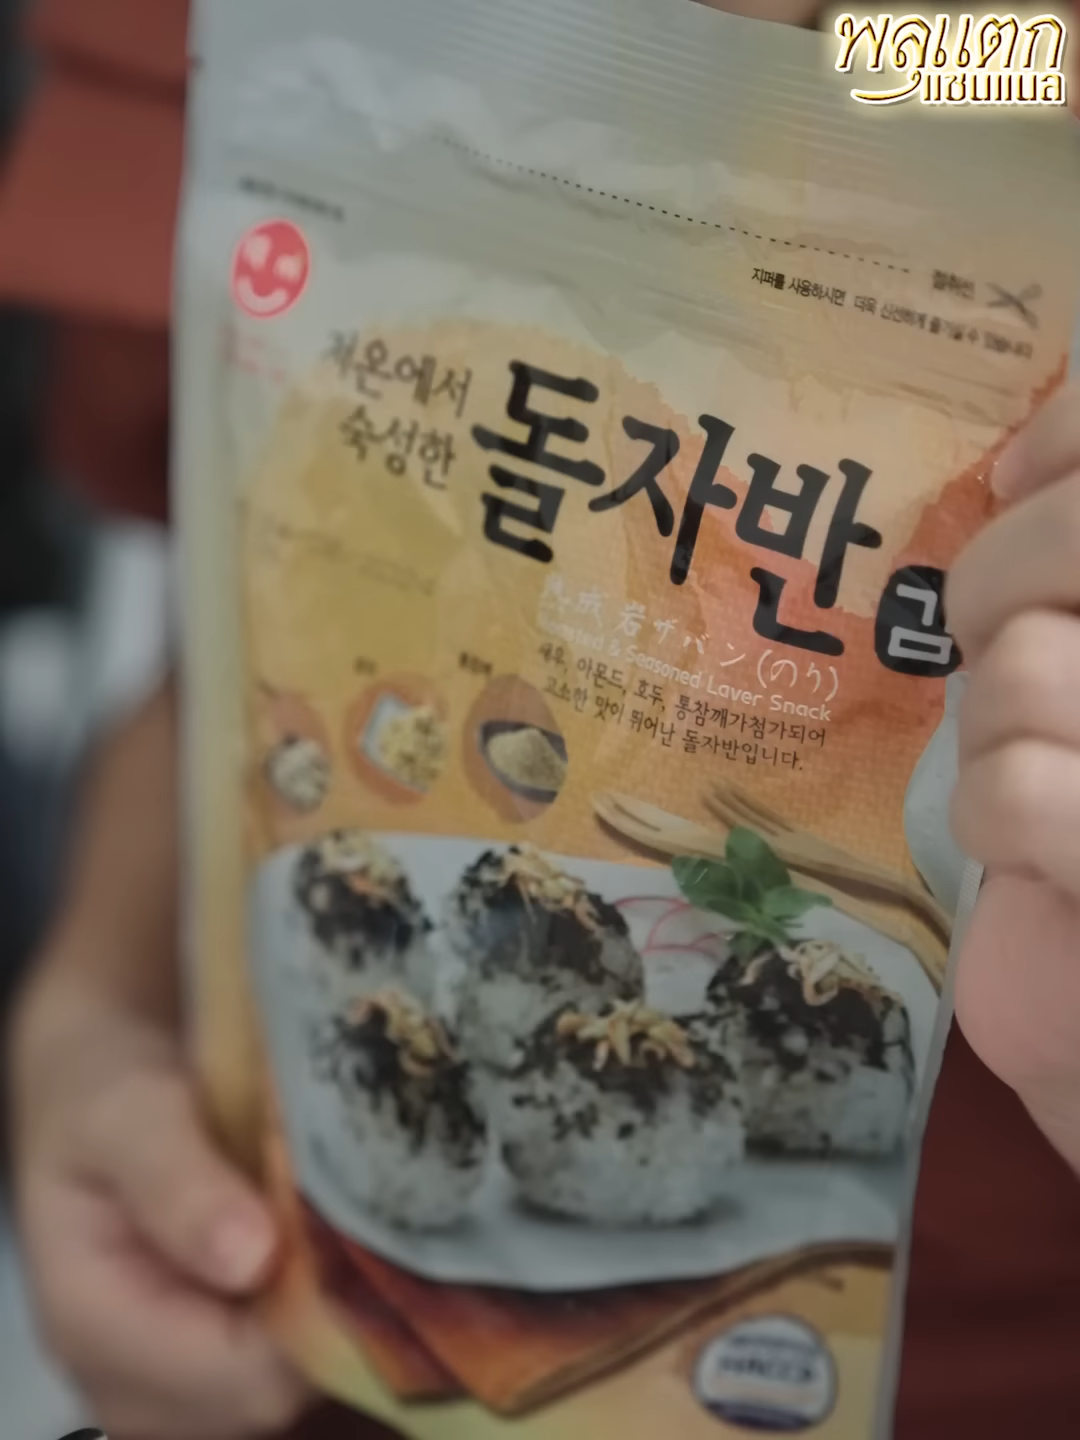 พลุแตก
แชนแนล
절취선
지퍼를 사용하시면 더욱 신선하게 즐기실 수 있습니다
저온에서
숙성한
돌자반
김
熟成岩ザバン(のり)
& Seasoned Laver Snack
새우, 아몬드, 호두, 통참깨가첨가되어
고소한 맛이 뛰어난 돌자반입니다.
HACCP